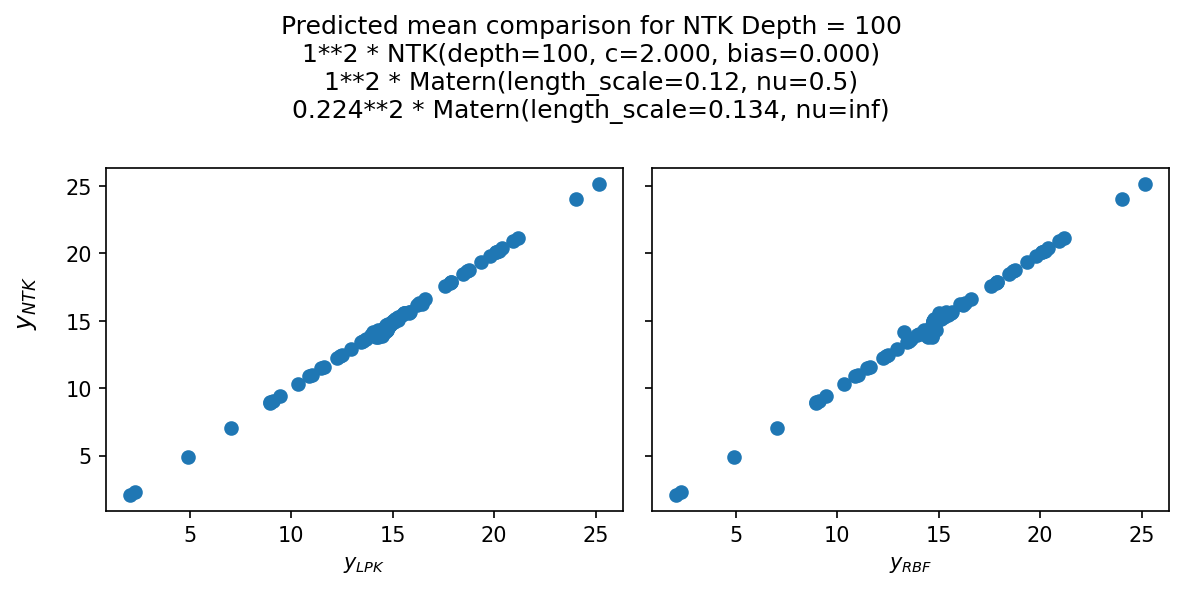 Predicted mean comparison for NTK Depth = 100
1**2 * NTK(depth=100, c=2.000, bias=0.000)
1**2 * Matern(length_scale=0.12, nu=0.5)
0.224**2 * Matern(length_scale=0.134, nu=inf)
25
20
15
10
5
y_NTK
5 10 15 20 25
y_LPK
5 10 15 20 25
y_RBF